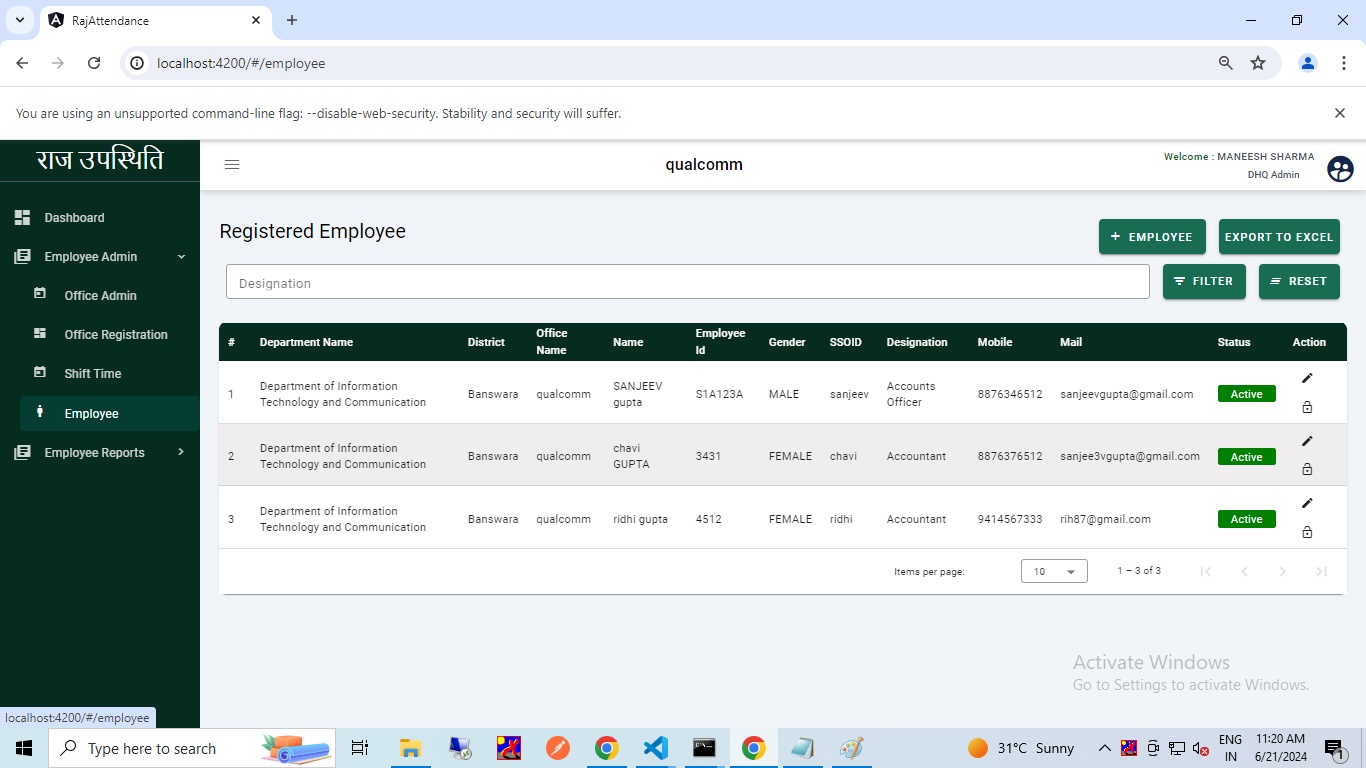 RajAttendance
localhost:4200/#/employee
You are using an unsupported command-line flag: --disable-web-security. Stability and security will suffer.
राज उपस्थिति
qualcomm
Welcome : MANEESH SHARMA
DHQ Admin
Dashboard
Employee Admin
Office Admin
Office Registration
Shift Time
Employee
Employee Reports
Registered Employee
+ EMPLOYEE
EXPORT TO EXCEL
Designation
FILTER
RESET
# Department Name District Office Name Name Employee Id Gender SSOID Designation Mobile Mail Status Action
1 Department of Information Technology and Communication Banswara qualcomm SANJEEV gupta S1A123A MALE sanjeev Accounts Officer 8876346512 sanjeevgupta@gmail.com Active
2 Department of Information Technology and Communication Banswara qualcomm chavi GUPTA 3431 FEMALE chavi Accountant 8876376512 sanjee3vgupta@gmail.com Active
3 Department of Information Technology and Communication Banswara qualcomm ridhi gupta 4512 FEMALE ridhi Accountant 9414567333 rih87@gmail.com Active
Items per page: 10 1 – 3 of 3
Activate Windows
Go to Settings to activate Windows.
localhost:4200/#/employee
Type here to search
31°C Sunny
ENG
IN
11:20 AM
6/21/2024
1